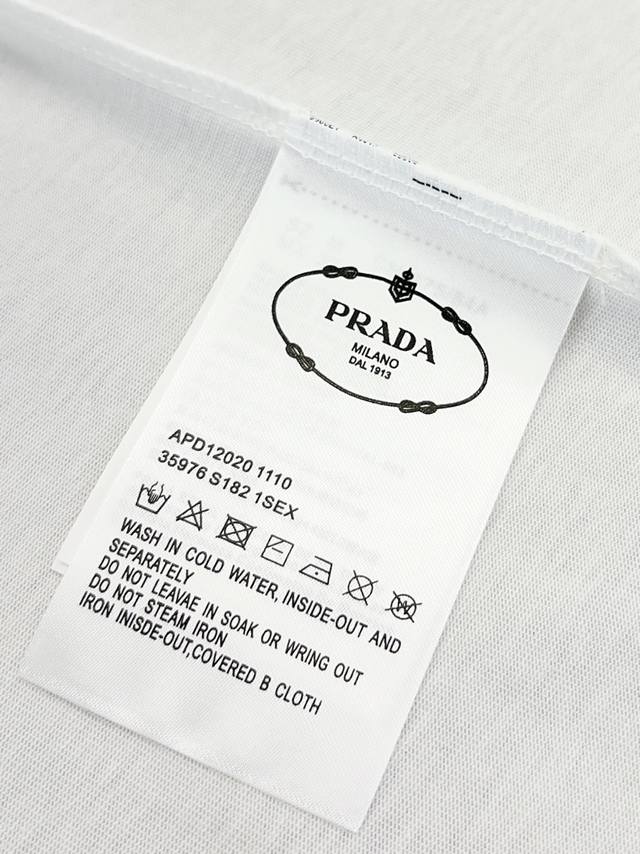 PRADA
MILANO
DAL 1913
APD12020 1110
35976 S182 1SEX
WASH IN COLD WATER, INSIDE-OUT AND
SEPARATELY
DO NOT LEAVAE IN SOAK OR WRING OUT
DO NOT STEAM IRON
IRON INISDE-OUT,COVERED B CLOTH